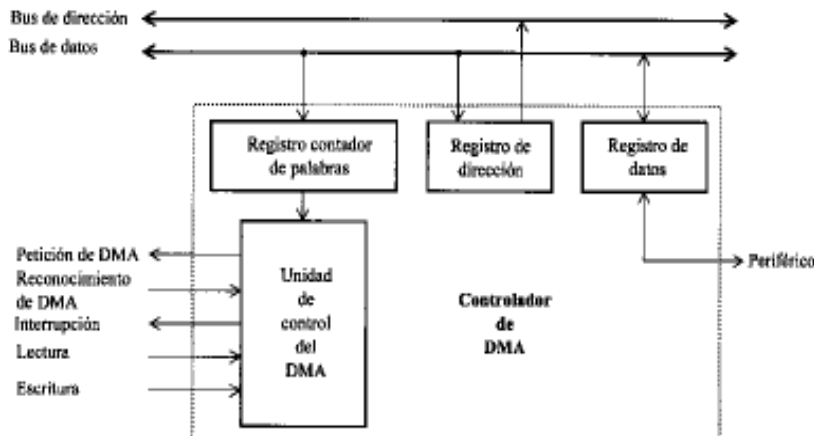 Bus de dirección
Bus de datos
Registro contador
de palabras
Registro de
dirección
Registro de
datos
Petición de DMA
Reconocimiento
de DMA
Interrupción
Lectura
Escritura
Unidad
de
control
del
DMA
Controlador
de
DMA
Periférico